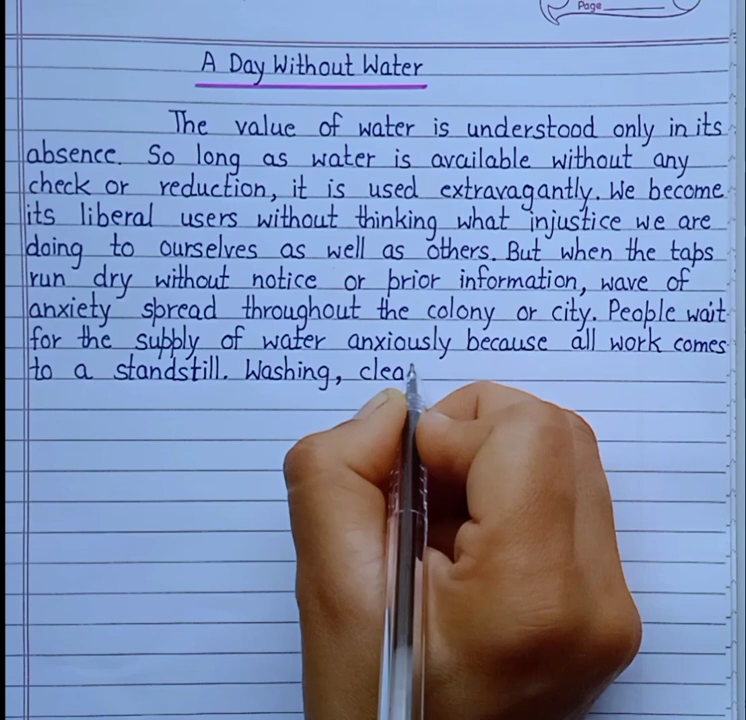 Page
A Day Without Water
The value of water is understood only in its
absence. So long as water is available without any
check or reduction, it is used extravagantly. We become
its liberal users without thinking what injustice we are
doing to ourselves as well as others. But when the taps
run dry without notice or prior information, wave of
anxiety spread throughout the colony or city. People wait
for the supply of water anxiously because all work comes
to a standstill. Washing, clea